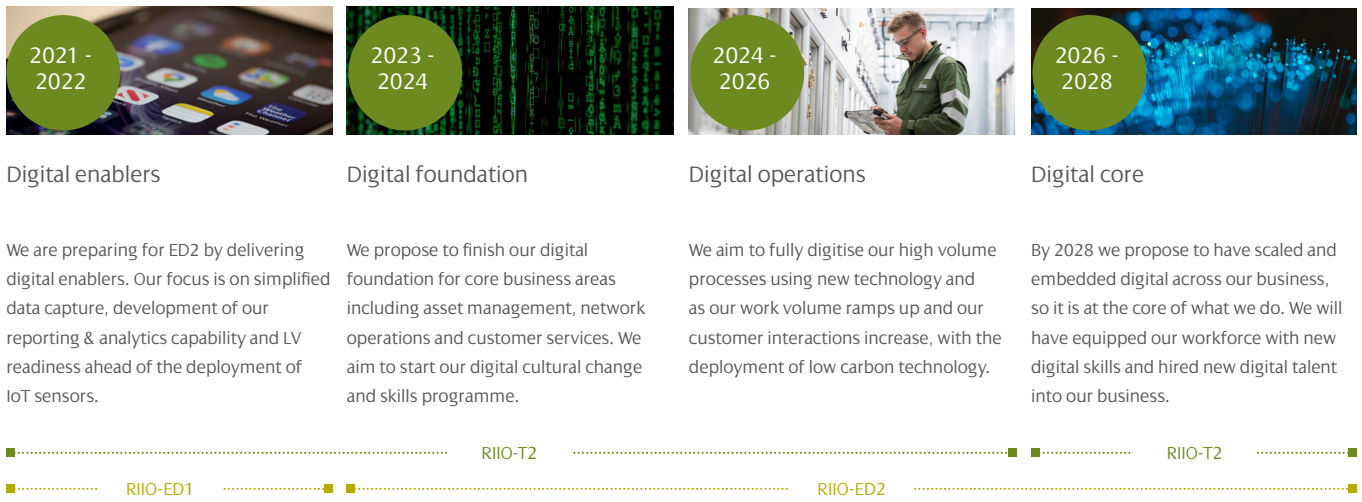 2021 -
2022
2023 -
2024
2024 -
2026
2026 -
2028
Digital enablers
We are preparing for ED2 by delivering
digital enablers. Our focus is on simplified
data capture, development of our
reporting & analytics capability and LV
readiness ahead of the deployment of
IoT sensors.
Digital foundation
We propose to finish our digital
foundation for core business areas
including asset management, network
operations and customer services. We
aim to start our digital cultural change
and skills programme.
Digital operations
We aim to fully digitise our high volume
processes using new technology and
as our work volume ramps up and our
customer interactions increase, with the
deployment of low carbon technology.
Digital core
By 2028 we propose to have scaled and
embedded digital across our business,
so it is at the core of what we do. We will
have equipped our workforce with new
digital skills and hired new digital talent
into our business.
RIIO-T2
RIIO-T2
RIIO-ED1
RIIO-ED2